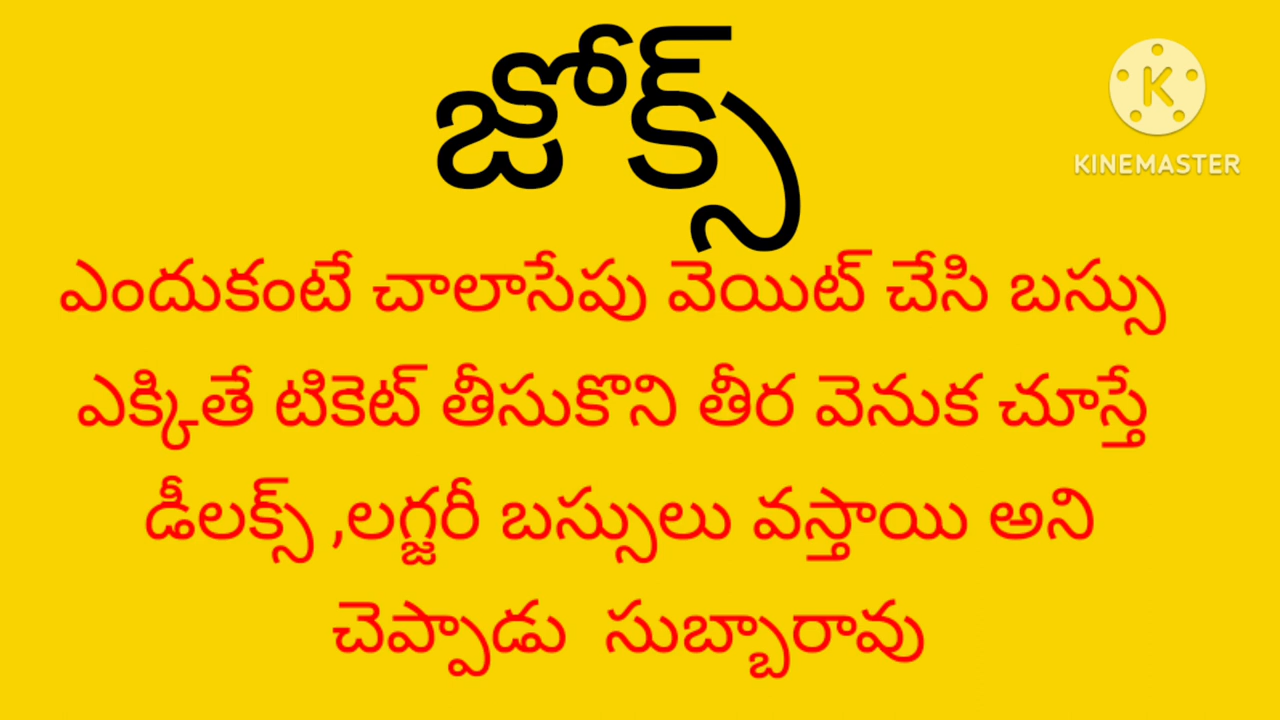 జోక్స్
KINEMASTER
ఎందుకంటే చాలాసేపు వెయిట్ చేసి బస్సు
ఎక్కితే టికెట్ తీసుకొని తీర వెనుక చూస్తే
డీలక్స్ ,లగ్జరీ బస్సులు వస్తాయి అని
చెప్పాడు సుబ్బారావు